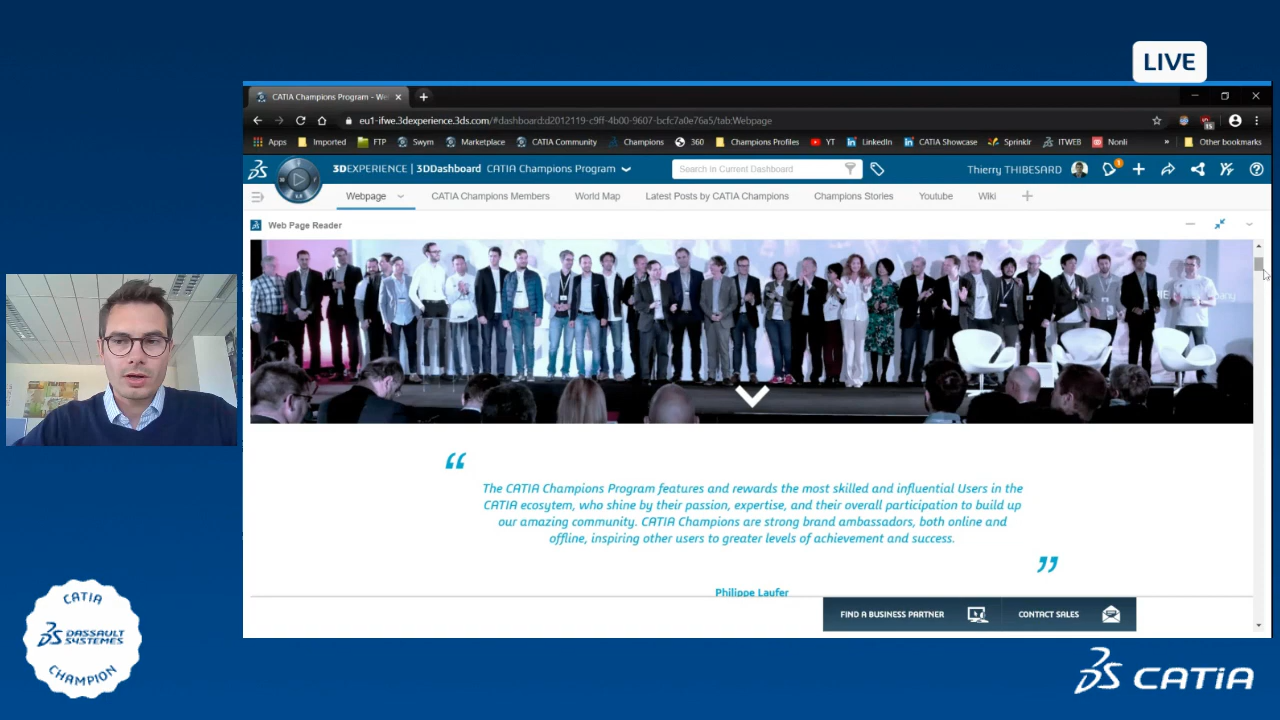 LIVE
CATIA Champions Program - We
eu1-ifwe.3dexperience.3ds.com/#dashboard:d2012119-c9ff-4b00-9607-bcfc7a0e76a5/tab:Webpage
Apps Imported FTP Swym Marketplace CATIA Community Champions 360 Champions Profiles YT LinkedIn CATIA Showcase Sprinklr ITWEB Nonli » Other bookmarks
3DEXPERIENCE | 3DDashboard CATIA Champions Program
Search in Current Dashboard
Thierry THIBESARD
1
Webpage CATIA Champions Members World Map Latest Posts by CATIA Champions Champions Stories Youtube Wiki
Web Page Reader
“
The CATIA Champions Program features and rewards the most skilled and influential Users in the
CATIA ecosytem, who shine by their passion, expertise, and their overall participation to build up
our amazing community. CATIA Champions are strong brand ambassadors, both online and
offline, inspiring other users to greater levels of achievement and success.
”
Philippe Laufer
FIND A BUSINESS PARTNER CONTACT SALES
CATIA
DASSAULT
SYSTEMES
CHAMPION
CATIA